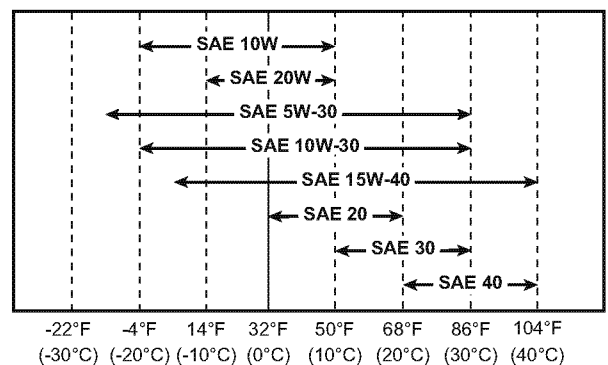 SAE 10W
SAE 20W
SAE 5W-30
SAE 10W-30
SAE 15W-40
SAE 20
SAE 30
SAE 40
-22°F -4°F 14°F 32°F 50°F 68°F 86°F 104°F
(-30°C) (-20°C) (-10°C) (0°C) (10°C) (20°C) (30°C) (40°C)